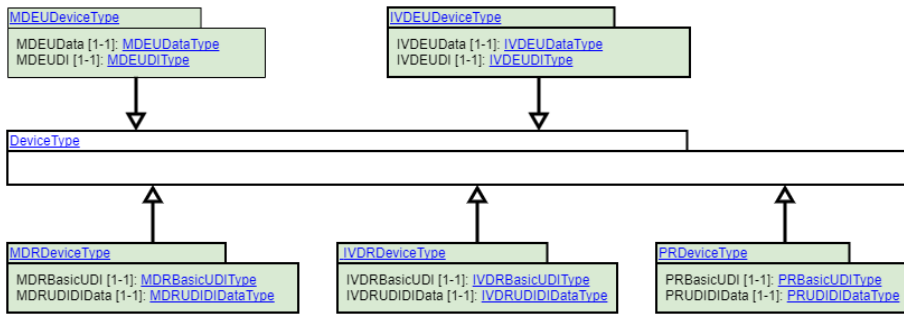 MDEUDeviceType
MDEUData [1-1]: MDEUDataType
MDEUDI [1-1]: MDEUDIType
IVDEUDeviceType
IVDEUData [1-1]: IVDEUDataType
IVDEUDI [1-1]: IVDEUDIType
DeviceType
MDRDeviceType
MDRBasicUDI [1-1]: MDRBasicUDIType
MDRUDIDIData [1-1]: MDRUDIDIDataType
IVDRDeviceType
IVDRBasicUDI [1-1]: IVDRBasicUDIType
IVDRUDIDIData [1-1]: IVDRUDIDIDataType
PRDeviceType
PRBasicUDI [1-1]: PRBasicUDIType
PRUDIDIData [1-1]: PRUDIDIDataType